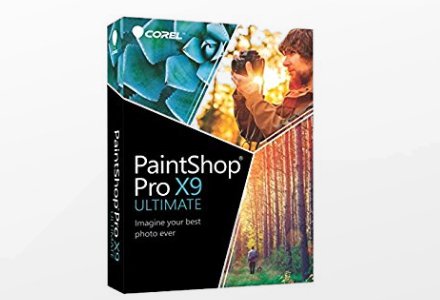 COREL
PaintShop®
Pro X9
ULTIMATE
Imagine your best
photo ever
PaintShop Pro X9
ULTIMATE